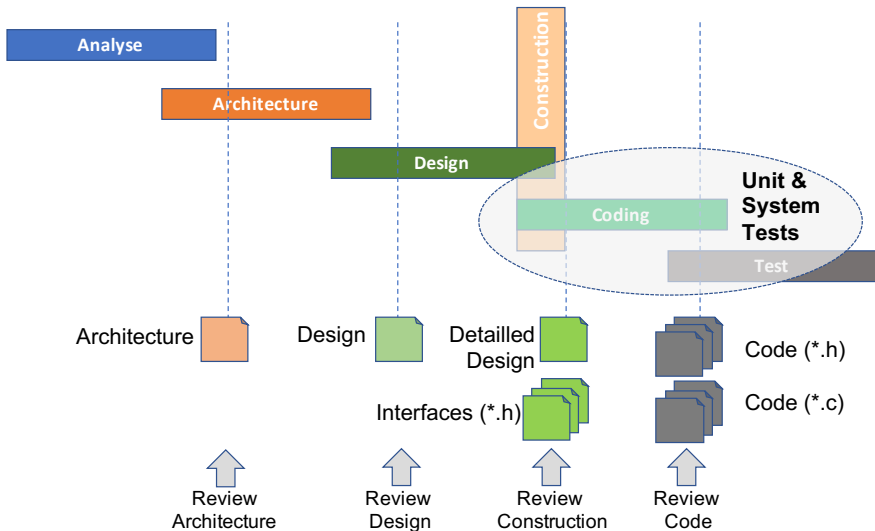 Analyse
Construction
Architecture
Design
Unit &
System
Tests
Coding
Test
Architecture
Design
Detailled
Design
Code (*.h)
Interfaces (*.h)
Code (*.c)
Review
Architecture
Review
Design
Review
Construction
Review
Code